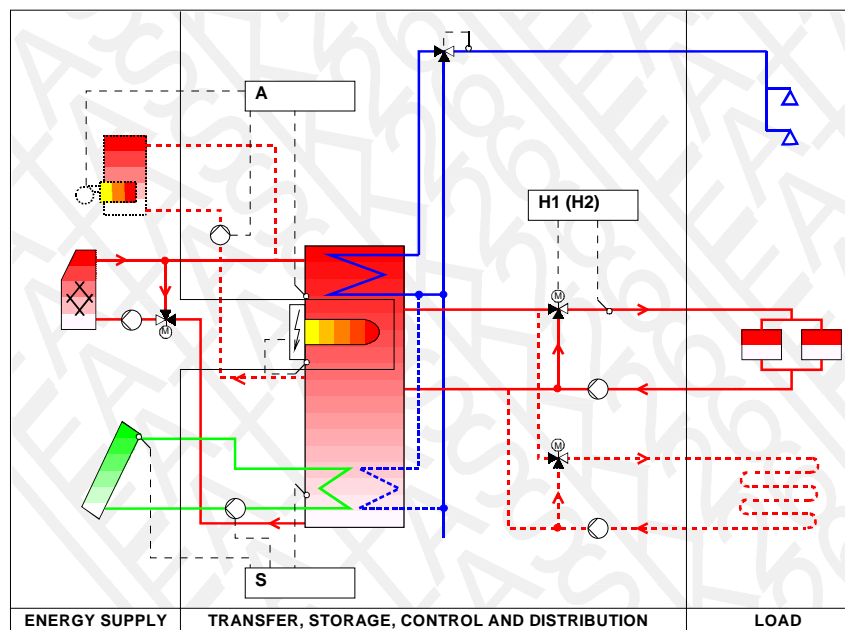 A
H1 (H2)
M
M
M
S
ENERGY SUPPLY
TRANSFER, STORAGE, CONTROL AND DISTRIBUTION
LOAD